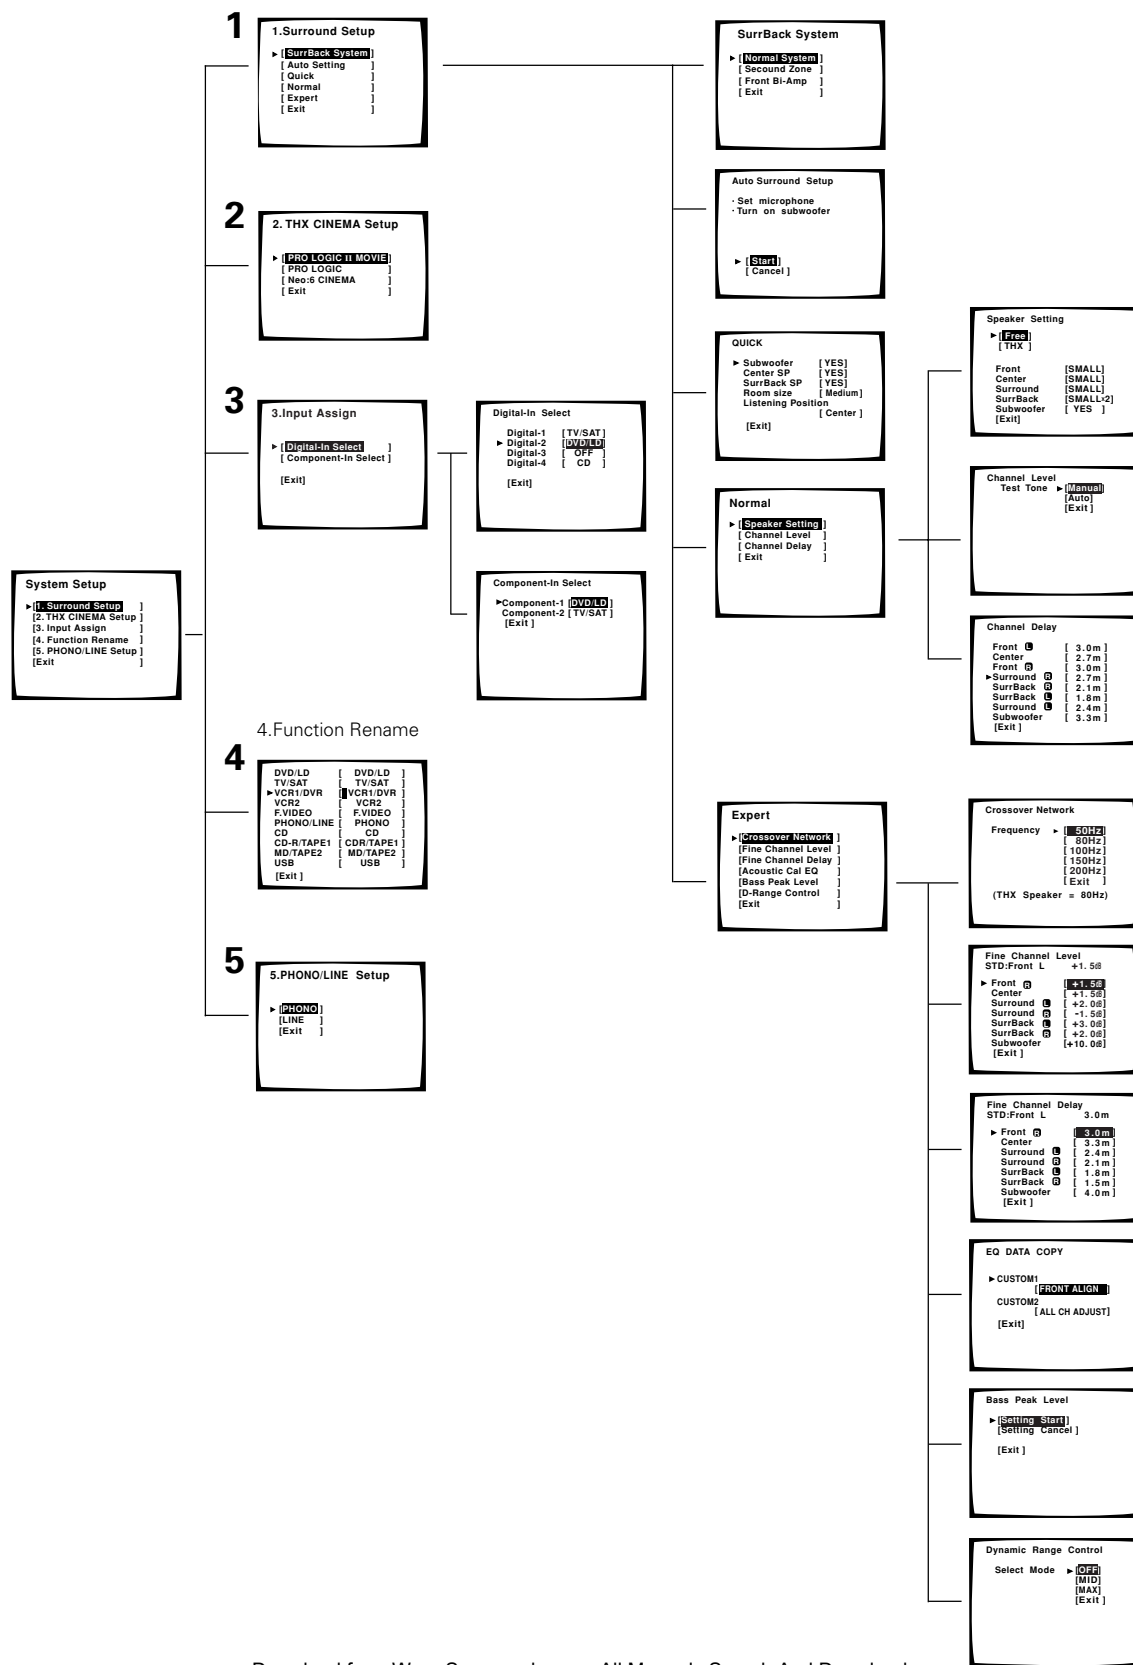 System Setup
[1. Surround Setup ]
[2. THX CINEMA Setup ]
[3. Input Assign ]
[4. Function Rename ]
[5. PHONO/LINE Setup ]
[Exit ]
1
1.Surround Setup
[ SurrBack System ]
[ Auto Setting ]
[ Quick ]
[ Normal ]
[ Expert ]
[ Exit ]
2
2. THX CINEMA Setup
[ PRO LOGIC II MOVIE]
[ PRO LOGIC ]
[ Neo:6 CINEMA ]
[ Exit ]
3
3.Input Assign
[ Digital-In Select ]
[ Component-In Select ]
[Exit]
Digital-In Select
Digital-1 [ TV/SAT ]
Digital-2 [DVD/LD]
Digital-3 [ OFF ]
Digital-4 [ CD ]
[Exit]
Component-In Select
Component-1 [DVD/LD ]
Component-2 [ TV/SAT ]
[Exit ]
4.Function Rename
4
DVD/LD [ DVD/LD ]
TV/SAT [ TV/SAT ]
VCR1/DVR [ VCR1/DVR ]
VCR2 [ VCR2 ]
F.VIDEO [ F.VIDEO ]
PHONO/LINE [ PHONO ]
CD [ CD ]
CD-R/TAPE1 [ CDR/TAPE1 ]
MD/TAPE2 [ MD/TAPE2 ]
USB [ USB ]
[Exit ]
5
5.PHONO/LINE Setup
[PHONO ]
[LINE ]
[Exit ]
SurrBack System
[ Normal System ]
[ Secound Zone ]
[ Front Bi-Amp ]
[ Exit ]
Auto Surround Setup
· Set microphone
· Turn on subwoofer
[ Start ]
[ Cancel ]
QUICK
Subwoofer [ YES]
Center SP [ YES]
SurrBack SP [ YES]
Room size [ Medium ]
Listening Position
[ Center ]
[Exit]
Normal
[ Speaker Setting ]
[ Channel Level ]
[ Channel Delay ]
[ Exit ]
Speaker Setting
[ Free ]
[ THX ]
Front [SMALL]
Center [SMALL]
Surround [SMALL]
SurrBack [SMALL×2]
Subwoofer [ YES ]
[Exit]
Channel Level
Test Tone [Manual]
[Auto]
[Exit ]
Channel Delay
Front L [ 3.0m ]
Center [ 2.7m ]
Front R [ 3.0m ]
Surround R [ 2.7m ]
SurrBack R [ 2.1m ]
SurrBack L [ 1.8m ]
Surround L [ 2.4m ]
Subwoofer [ 3.3m ]
[Exit ]
Expert
[Crossover Network ]
[Fine Channel Level ]
[Fine Channel Delay ]
[Acoustic Cal EQ ]
[Bass Peak Level ]
[D-Range Control ]
[Exit ]
Crossover Network
Frequency [ 50Hz]
[ 80Hz]
[100Hz]
[150Hz]
[200Hz]
[Exit ]
(THX Speaker = 80Hz)
Fine Channel Level
STD:Front L +1. 5dB
Front R [ +1. 5dB]
Center [ +1. 5dB]
Surround L [ +2. 0dB]
Surround R [ -1. 5dB]
SurrBack L [ +3. 0dB]
SurrBack R [ +2. 0dB]
Subwoofer [+10. 0dB]
[Exit ]
Fine Channel Delay
STD:Front L 3.0m
Front R [ 3.0m ]
Center [ 3.3m ]
Surround L [ 2.4m ]
Surround R [ 2.1m ]
SurrBack L [ 1.8m ]
SurrBack R [ 1.5m ]
Subwoofer [ 4.0m ]
[Exit ]
EQ DATA COPY
CUSTOM1
[FRONT ALIGN ]
CUSTOM2
[ ALL CH ADJUST]
[Exit]
Bass Peak Level
[Setting Start ]
[Setting Cancel ]
[Exit ]
Dynamic Range Control
Select Mode [OFF]
[MID]
[MAX]
[Exit ]